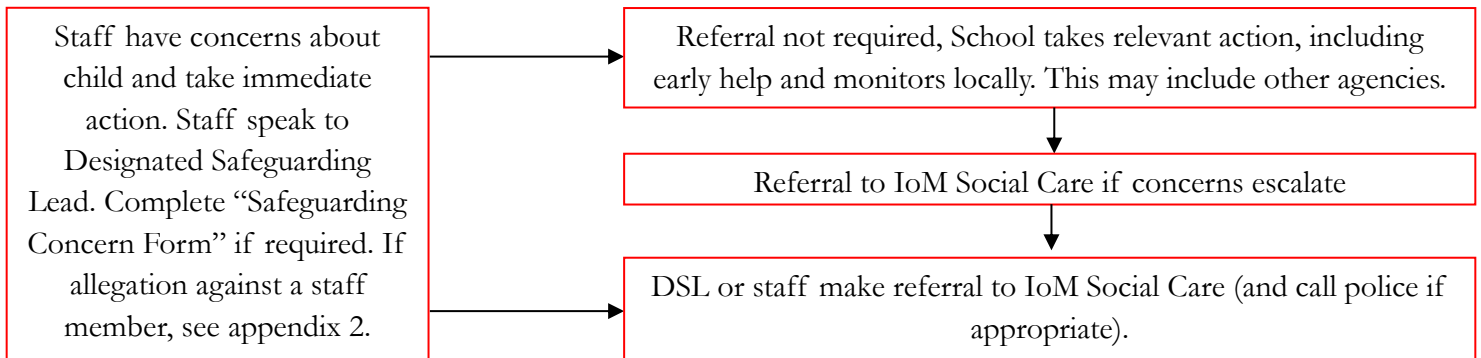 Staff have concerns about
child and take immediate
action. Staff speak to
Designated Safeguarding
Lead. Complete “Safeguarding
Concern Form” if required. If
allegation against a staff
member, see appendix 2.
Referral not required, School takes relevant action, including
early help and monitors locally. This may include other agencies.
Referral to IoM Social Care if concerns escalate
DSL or staff make referral to IoM Social Care (and call police if
appropriate).